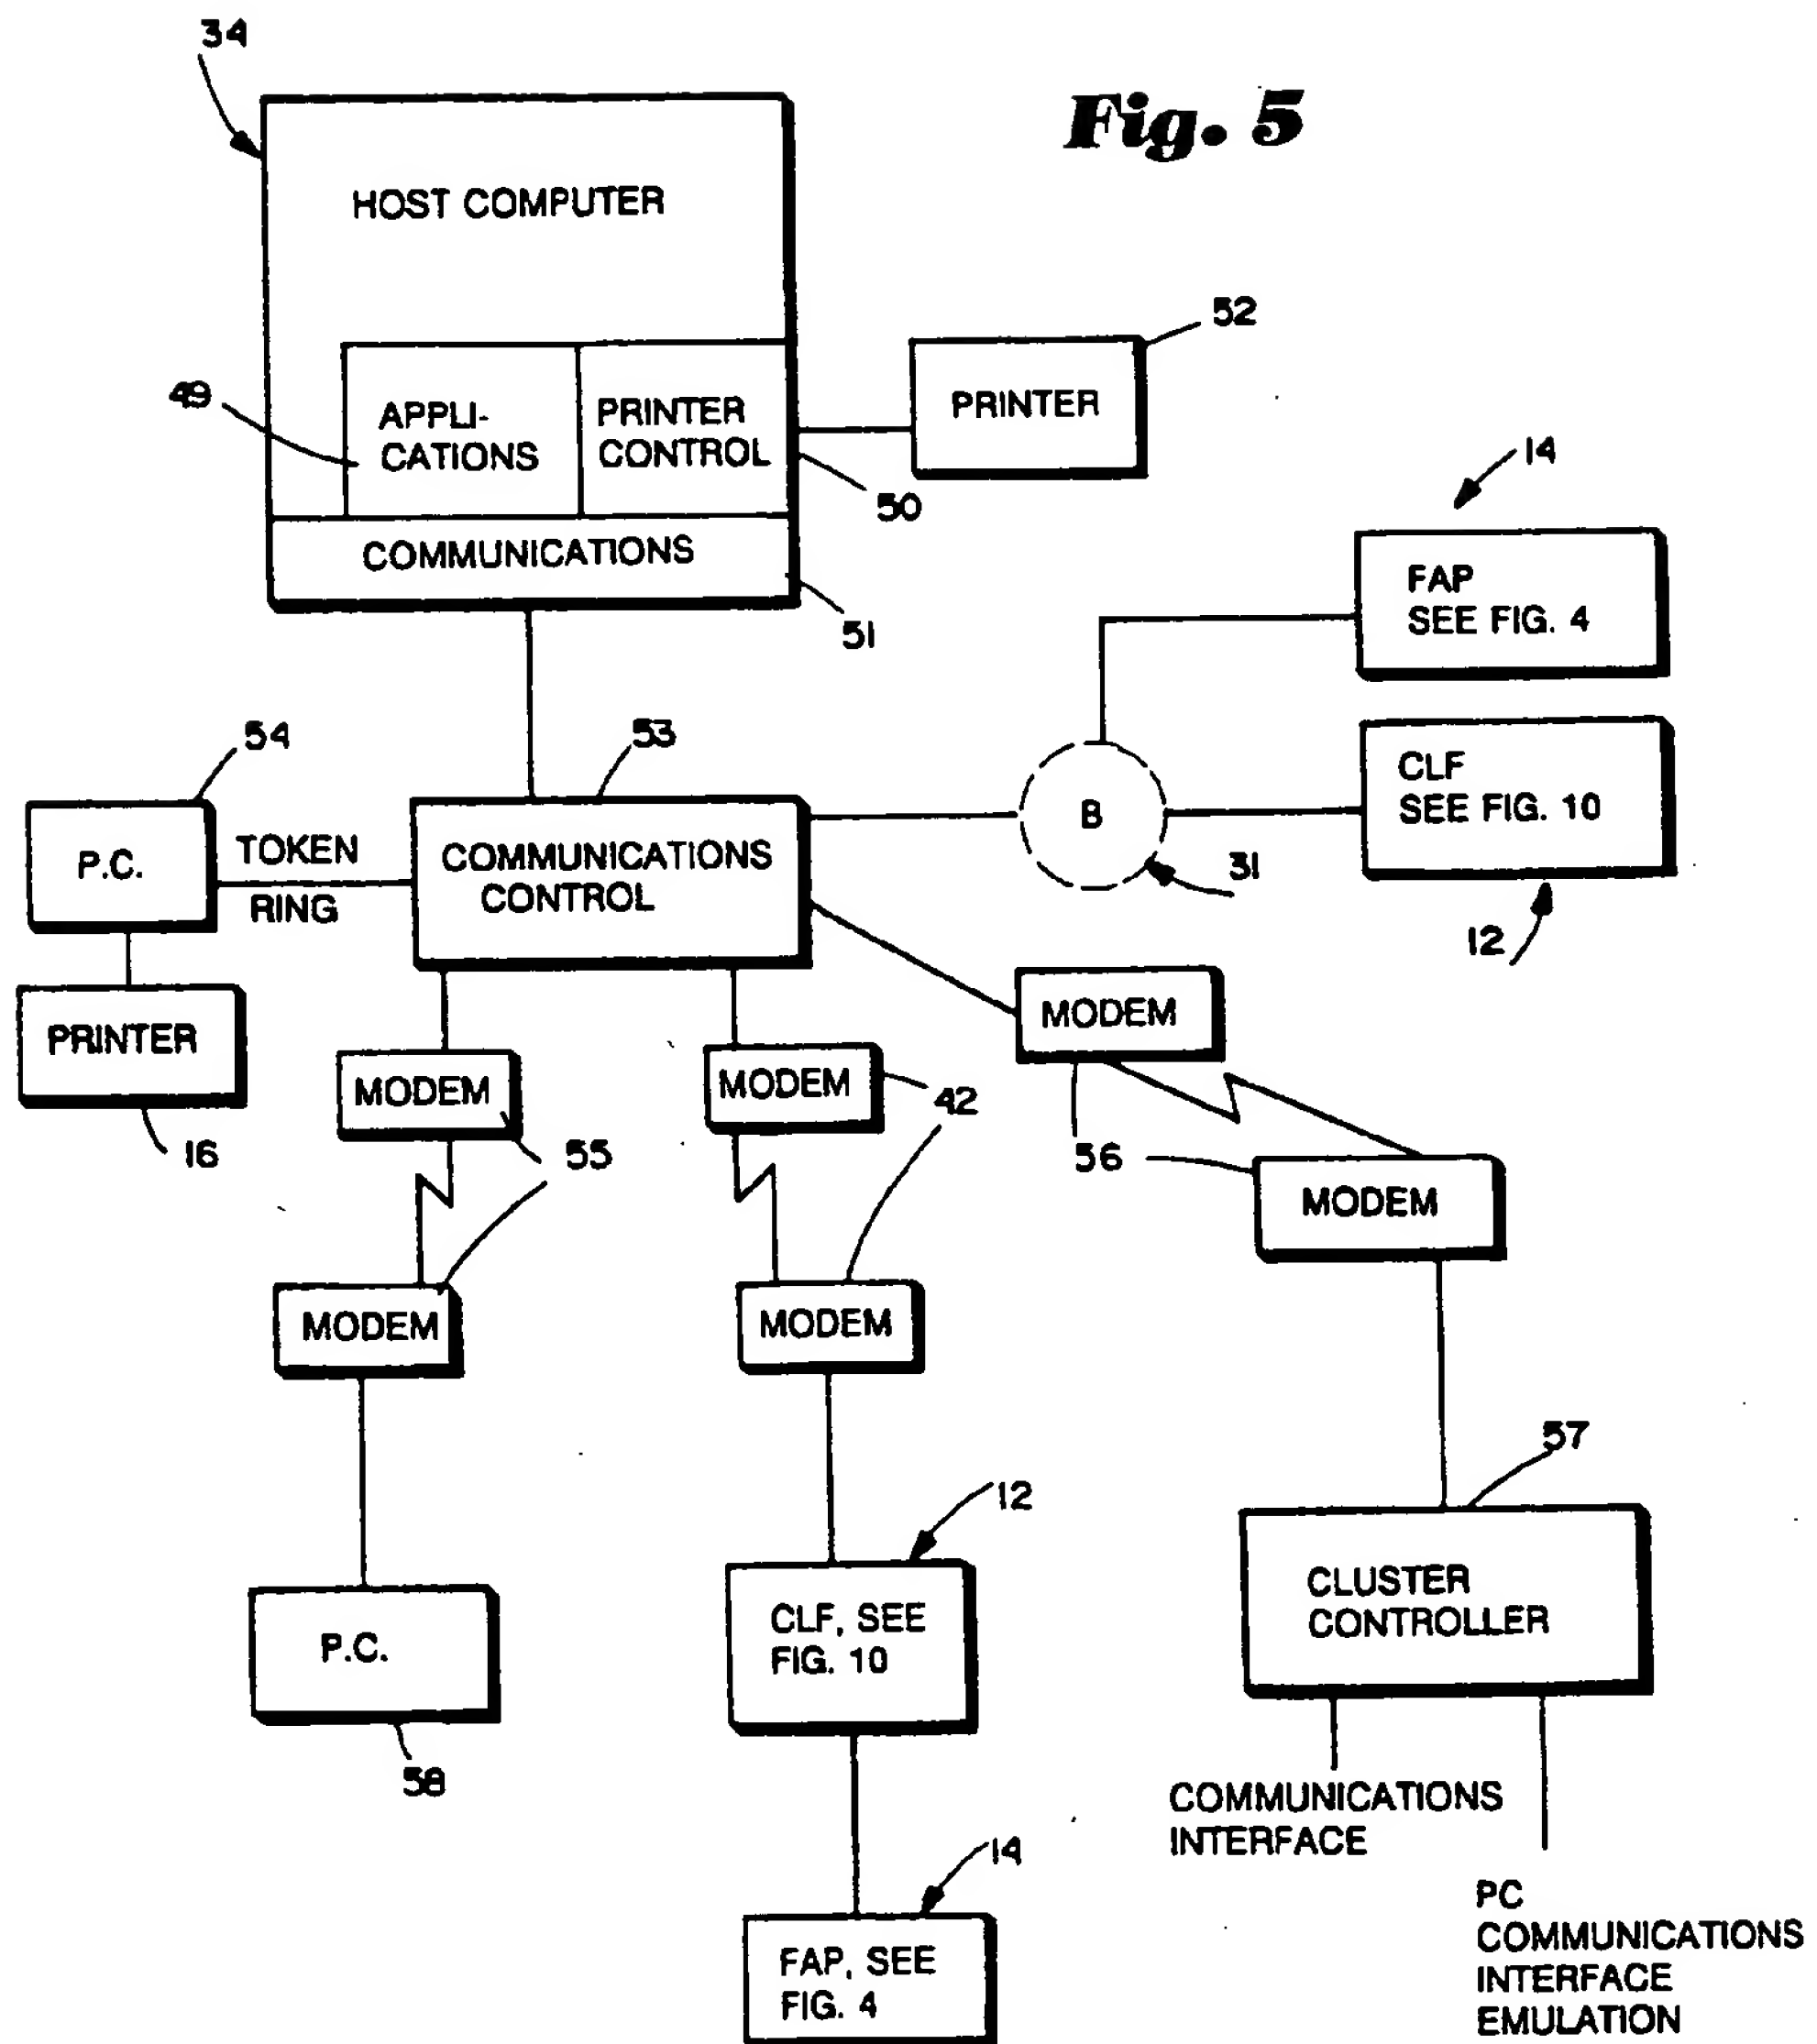 34
Fig. 5
HOST COMPUTER
52
49
APPLI-
CATIONS
PRINTER
CONTROL
PRINTER
14
50
COMMUNICATIONS
51
FAP
SEE FIG. 4
54
53
CLF
SEE FIG. 10
B
P.C.
TOKEN
RING
COMMUNICATIONS
CONTROL
31
12
MODEM
PRINTER
MODEM
MODEM
42
16
55
56
MODEM
MODEM
MODEM
57
12
CLUSTER
CONTROLLER
P.C.
CLF, SEE
FIG. 10
58
COMMUNICATIONS
INTERFACE
14
PC
COMMUNICATIONS
INTERFACE
EMULATION
FAP, SEE
FIG. 4